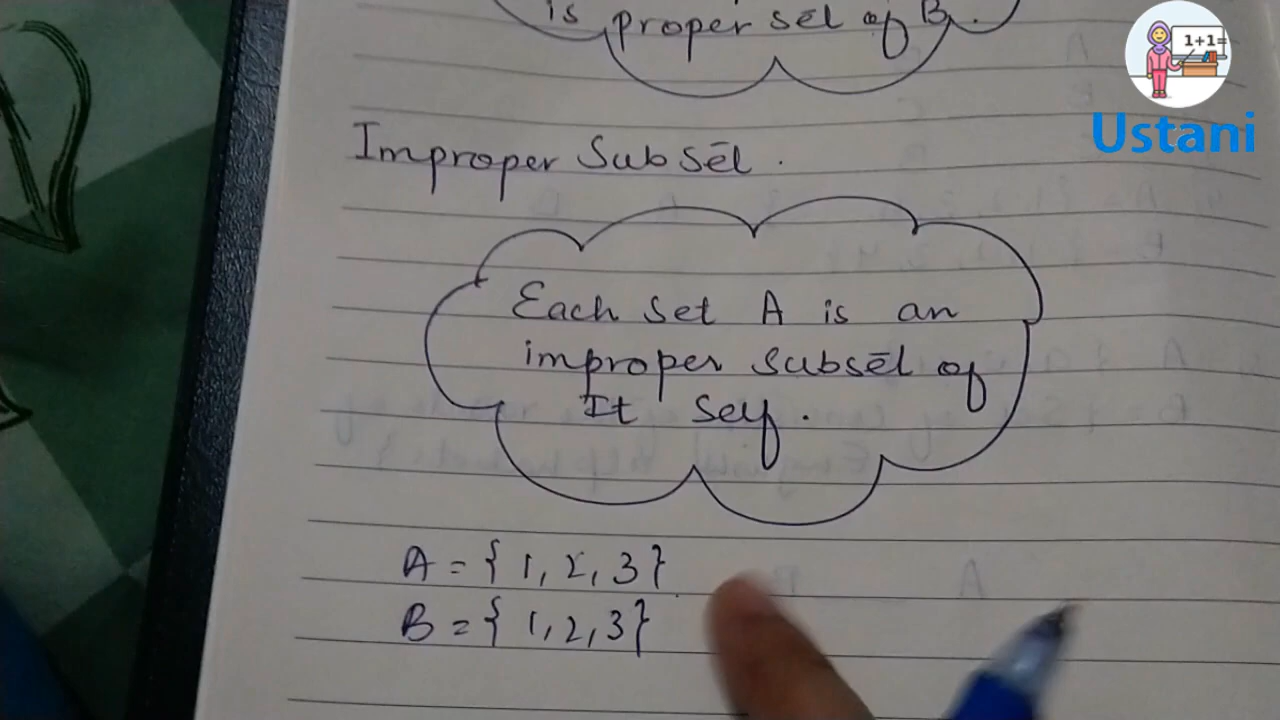 is proper set of B.
1+1=
Ustani
Improper Subset.
Each Set A is an
improper Subset of
It Self.
A = { 1, 2, 3 }
B = { 1, 2, 3 }